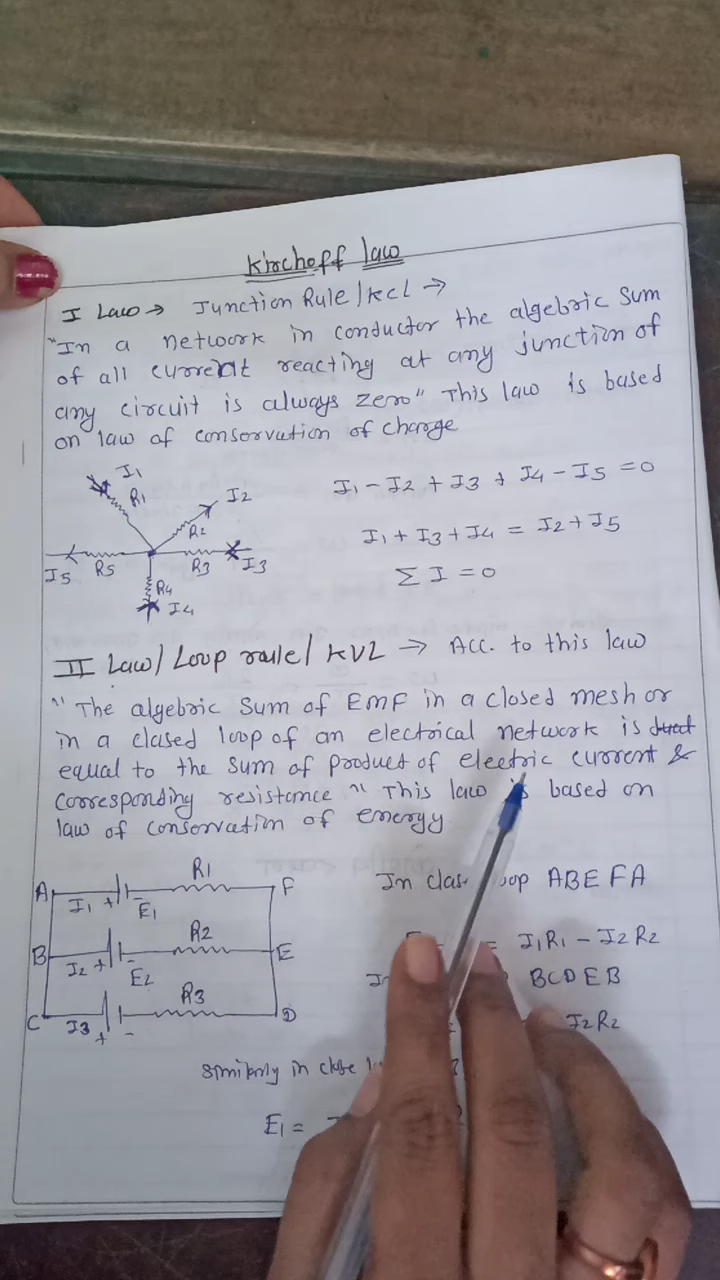 Kirchoff law
I Law → Junction Rule/KCL →
"In a network in conductor the algebric sum
of all current reacting at any junction of
any circuit is always zero" This law is based
on law of conservation of charge
I1
R1
I2
R2
I5 R5 R3 I3
R4
I4
I1 - I2 + I3 + I4 - I5 = 0
I1 + I3 + I4 = I2 + I5
Σ I = 0
II Law/ Loop rule/ KVL → Acc. to this law
"The algebric sum of EMF in a closed mesh or
in a closed loop of an electrical network is
equal to the sum of product of electric current &
corresponding resistance" This law is based on
law of conservation of energy
A I1 + E1 - R1 F
B I2 + E2 - R2 E
C I3 + - R3 D
In close loop ABEFA
= I1R1 - I2R2
BCDEB
I2R2
Similarly in close
E1 =